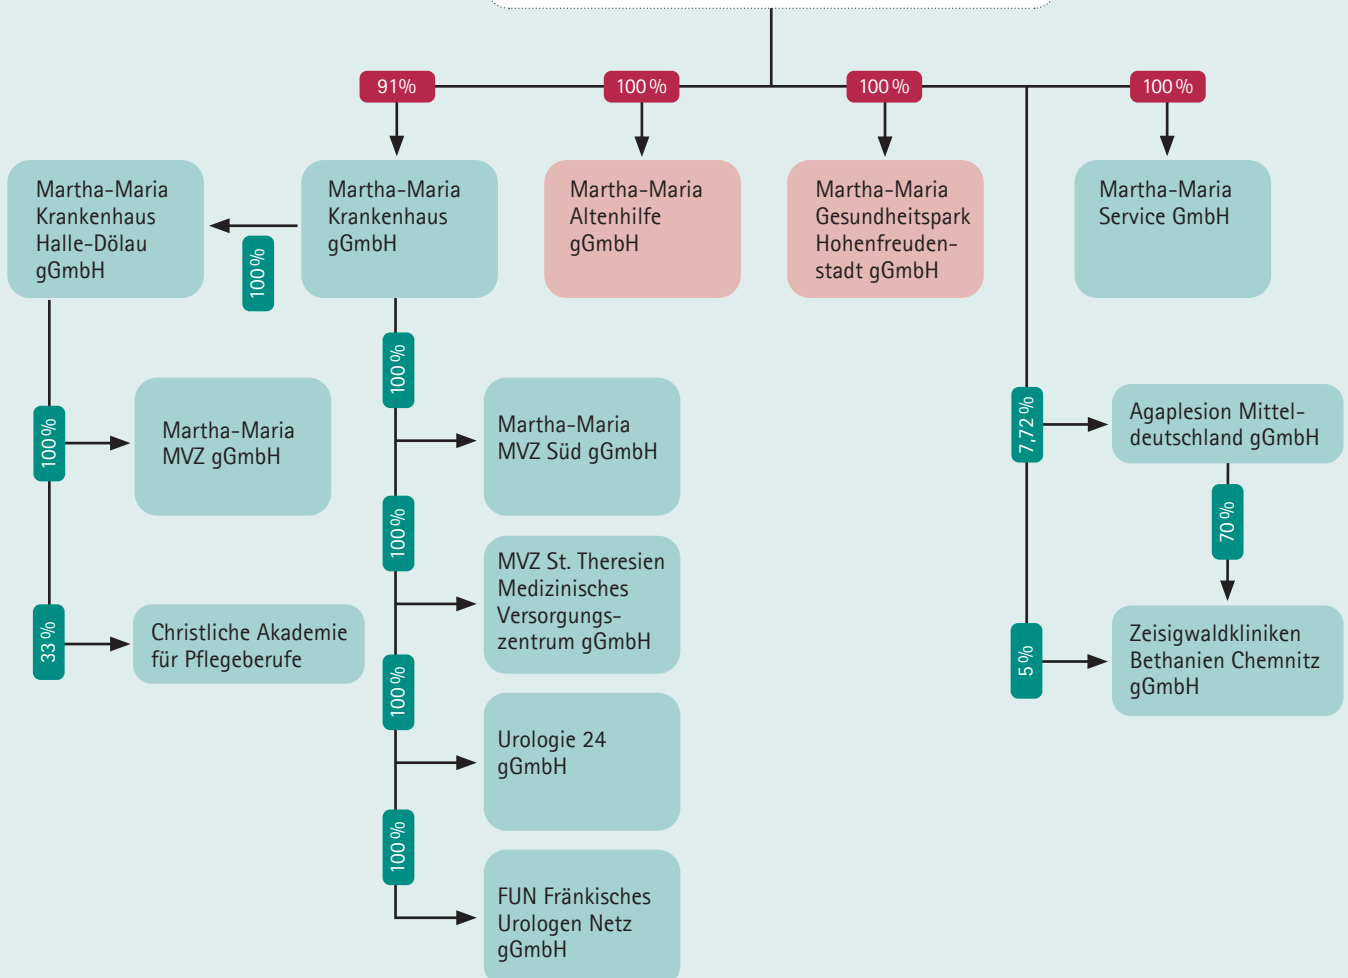 91%
100 %
100 %
100 %
Martha-Maria
Krankenhaus
Halle-Dölau
gGmbH
100 %
Martha-Maria
Krankenhaus
gGmbH
Martha-Maria
Altenhilfe
gGmbH
Martha-Maria
Gesundheitspark
Hohenfreuden-
stadt gGmbH
Martha-Maria
Service GmbH
100 %
Martha-Maria
MVZ gGmbH
33 %
Christliche Akademie
für Pflegeberufe
100 %
Martha-Maria
MVZ Süd gGmbH
100 %
MVZ St. Theresien
Medizinisches
Versorgungs-
zentrum gGmbH
100 %
Urologie 24
gGmbH
100 %
FUN Fränkisches
Urologen Netz
gGmbH
7,72 %
Agaplesion Mittel-
deutschland gGmbH
70 %
5 %
Zeisigwaldkliniken
Bethanien Chemnitz
gGmbH